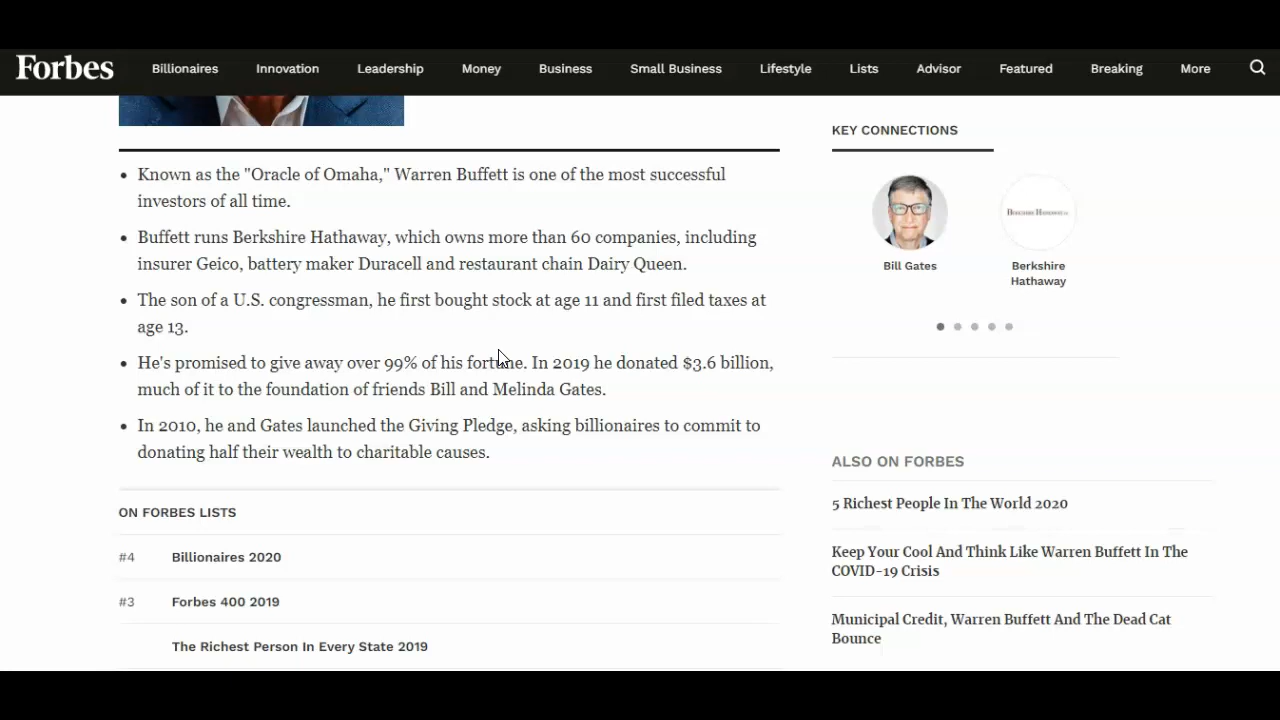 Forbes
Billionaires Innovation Leadership Money Business Small Business Lifestyle Lists Advisor Featured Breaking More
Known as the "Oracle of Omaha," Warren Buffett is one of the most successful
investors of all time.
Buffett runs Berkshire Hathaway, which owns more than 60 companies, including
insurer Geico, battery maker Duracell and restaurant chain Dairy Queen.
The son of a U.S. congressman, he first bought stock at age 11 and first filed taxes at
age 13.
He's promised to give away over 99% of his fortune. In 2019 he donated $3.6 billion,
much of it to the foundation of friends Bill and Melinda Gates.
In 2010, he and Gates launched the Giving Pledge, asking billionaires to commit to
donating half their wealth to charitable causes.
ON FORBES LISTS
#4 Billionaires 2020
#3 Forbes 400 2019
The Richest Person In Every State 2019
KEY CONNECTIONS
BERKSHIRE HATHAWAY
Bill Gates
Berkshire
Hathaway
ALSO ON FORBES
5 Richest People In The World 2020
Keep Your Cool And Think Like Warren Buffett In The
COVID-19 Crisis
Municipal Credit, Warren Buffett And The Dead Cat
Bounce